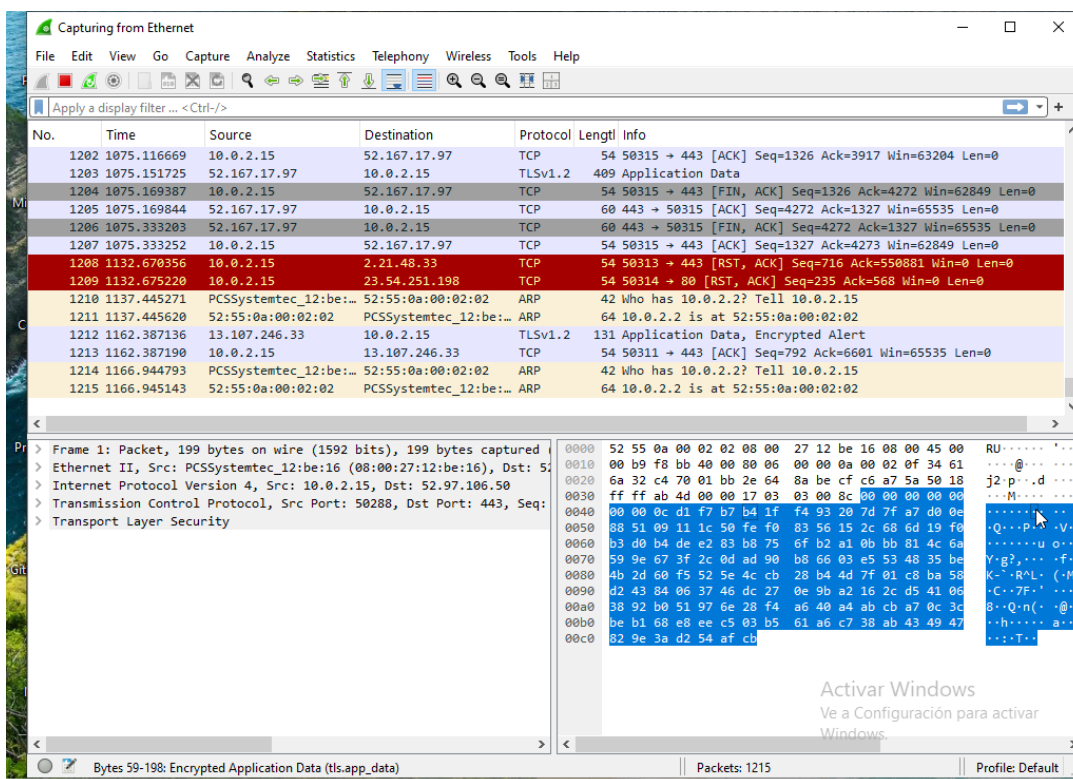 Capturing from Ethernet
File Edit View Go Capture Analyze Statistics Telephony Wireless Tools Help
Apply a display filter ... <Ctrl-/>
No. Time Source Destination Protocol Lengtl Info
1202 1075.116669 10.0.2.15 52.167.17.97 TCP 54 50315 → 443 [ACK] Seq=1326 Ack=3917 Win=63204 Len=0
1203 1075.151725 52.167.17.97 10.0.2.15 TLSv1.2 409 Application Data
1204 1075.169387 10.0.2.15 52.167.17.97 TCP 54 50315 → 443 [FIN, ACK] Seq=1326 Ack=4272 Win=62849 Len=0
1205 1075.169844 52.167.17.97 10.0.2.15 TCP 60 443 → 50315 [ACK] Seq=4272 Ack=1327 Win=65535 Len=0
1206 1075.333203 52.167.17.97 10.0.2.15 TCP 60 443 → 50315 [FIN, ACK] Seq=4272 Ack=1327 Win=65535 Len=0
1207 1075.333252 10.0.2.15 52.167.17.97 TCP 54 50315 → 443 [ACK] Seq=1327 Ack=4273 Win=62849 Len=0
1208 1132.670356 10.0.2.15 2.21.48.33 TCP 54 50313 → 443 [RST, ACK] Seq=716 Ack=550881 Win=0 Len=0
1209 1132.675220 10.0.2.15 23.54.251.198 TCP 54 50314 → 80 [RST, ACK] Seq=235 Ack=568 Win=0 Len=0
1210 1137.445271 PCSSystemtec_12:be:… 52:55:0a:00:02:02 ARP 42 Who has 10.0.2.2? Tell 10.0.2.15
1211 1137.445620 52:55:0a:00:02:02 PCSSystemtec_12:be:… ARP 64 10.0.2.2 is at 52:55:0a:00:02:02
1212 1162.387136 13.107.246.33 10.0.2.15 TLSv1.2 131 Application Data, Encrypted Alert
1213 1162.387190 10.0.2.15 13.107.246.33 TCP 54 50311 → 443 [ACK] Seq=792 Ack=6601 Win=65535 Len=0
1214 1166.944793 PCSSystemtec_12:be:… 52:55:0a:00:02:02 ARP 42 Who has 10.0.2.2? Tell 10.0.2.15
1215 1166.945143 52:55:0a:00:02:02 PCSSystemtec_12:be:… ARP 64 10.0.2.2 is at 52:55:0a:00:02:02
Frame 1: Packet, 199 bytes on wire (1592 bits), 199 bytes captured (
Ethernet II, Src: PCSSystemtec_12:be:16 (08:00:27:12:be:16), Dst: 52
Internet Protocol Version 4, Src: 10.0.2.15, Dst: 52.97.106.50
Transmission Control Protocol, Src Port: 50288, Dst Port: 443, Seq:
Transport Layer Security
0000 52 55 0a 00 02 02 08 00 27 12 be 16 08 00 45 00 RU······ '··
0010 00 b9 f8 bb 40 00 80 06 00 00 0a 00 02 0f 34 61 ····@··· ···
0020 6a 32 c4 70 01 bb 2e 64 8a be cf c6 a7 5a 50 18 j2·p··.d ···
0030 ff ff ab 4d 00 00 17 03 03 00 8c 00 00 00 00 00 ···M···· ···
0040 00 00 0c d1 f7 b7 b4 1f f4 93 20 7d 7f a7 d0 0e ········ ··
0050 88 51 09 11 1c 50 fe f0 83 56 15 2c 68 6d 19 f0 ·Q···P·· ·V·
0060 b3 d0 b4 de e2 83 b8 75 6f b2 a1 0b bb 81 4c 6a ·······u o··
0070 59 9e 67 3f 2c 0d ad 90 b8 66 03 e5 53 48 35 be Y·g?,··· ·f·
0080 4b 2d 60 f5 52 5e 4c cb 28 b4 4d 7f 01 c8 ba 58 K-`·R^L· (·M
0090 d2 43 84 06 37 46 dc 27 0e 9b a2 16 2c d5 41 06 ·C··7F·' ···
00a0 38 92 b0 51 97 6e 28 f4 a6 40 a4 ab cb a7 0c 3c 8··Q·n(· ·@·
00b0 be b1 68 e8 ee c5 03 b5 61 a6 c7 38 ab 43 49 47 ··h····· a··
00c0 82 9e 3a d2 54 af cb ··:·T··
Activar Windows
Ve a Configuración para activar
Windows.
Bytes 59-198: Encrypted Application Data (tls.app_data) Packets: 1215 Profile: Default